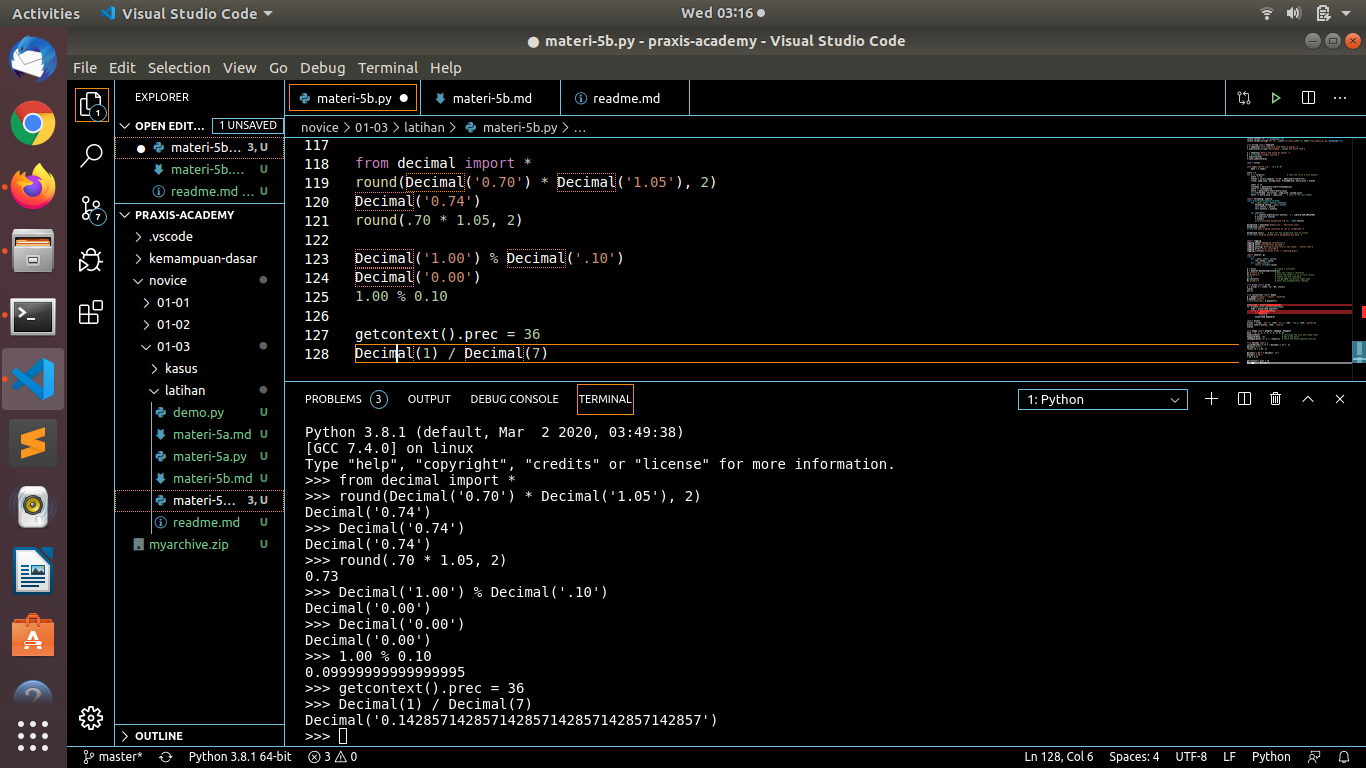 Activities
Visual Studio Code
Wed 03:16
● materi-5b.py - praxis-academy - Visual Studio Code
File Edit Selection View Go Debug Terminal Help
EXPLORER
OPEN EDIT... 1 UNSAVED
materi-5b... 3, U
materi-5b.... U
readme.md ... U
PRAXIS-ACADEMY
.vscode
kemampuan-dasar
novice
01-01
01-02
01-03
kasus
latihan
demo.py U
materi-5a.md U
materi-5a.py U
materi-5b.md U
materi-5... 3, U
readme.md U
myarchive.zip U
OUTLINE
1
7
materi-5b.py ●
materi-5b.md
readme.md
novice > 01-03 > latihan > materi-5b.py > ...
117
118 from decimal import *
119 round(Decimal('0.70') * Decimal('1.05'), 2)
120 Decimal('0.74')
121 round(.70 * 1.05, 2)
122
123 Decimal('1.00') % Decimal('.10')
124 Decimal('0.00')
125 1.00 % 0.10
126
127 getcontext().prec = 36
128 Decimal(1) / Decimal(7)
PROBLEMS 3 OUTPUT DEBUG CONSOLE TERMINAL
1: Python
Python 3.8.1 (default, Mar  2 2020, 03:49:38)
[GCC 7.4.0] on linux
Type "help", "copyright", "credits" or "license" for more information.
>>> from decimal import *
>>> round(Decimal('0.70') * Decimal('1.05'), 2)
Decimal('0.74')
>>> Decimal('0.74')
Decimal('0.74')
>>> round(.70 * 1.05, 2)
0.73
>>> Decimal('1.00') % Decimal('.10')
Decimal('0.00')
>>> Decimal('0.00')
Decimal('0.00')
>>> 1.00 % 0.10
0.09999999999999995
>>> getcontext().prec = 36
>>> Decimal(1) / Decimal(7)
Decimal('0.142857142857142857142857142857142857')
>>>
master* Python 3.8.1 64-bit 3 0 Ln 128, Col 6 Spaces: 4 UTF-8 LF Python